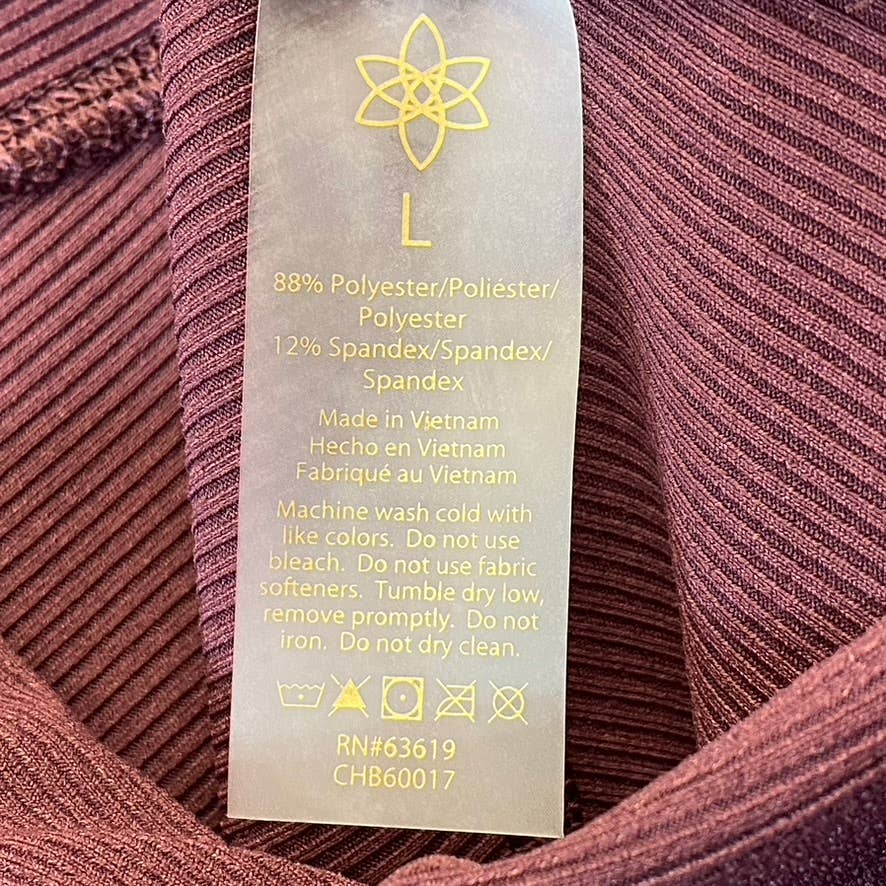 L
88% Polyester/Poliéster/
Polyester
12% Spandex/Spandex/
Spandex
Made in Vietnam
Hecho en Vietnam
Fabriqué au Vietnam
Machine wash cold with
like colors. Do not use
bleach. Do not use fabric
softeners. Tumble dry low,
remove promptly. Do not
iron. Do not dry clean.
RN#63619
CHB60017